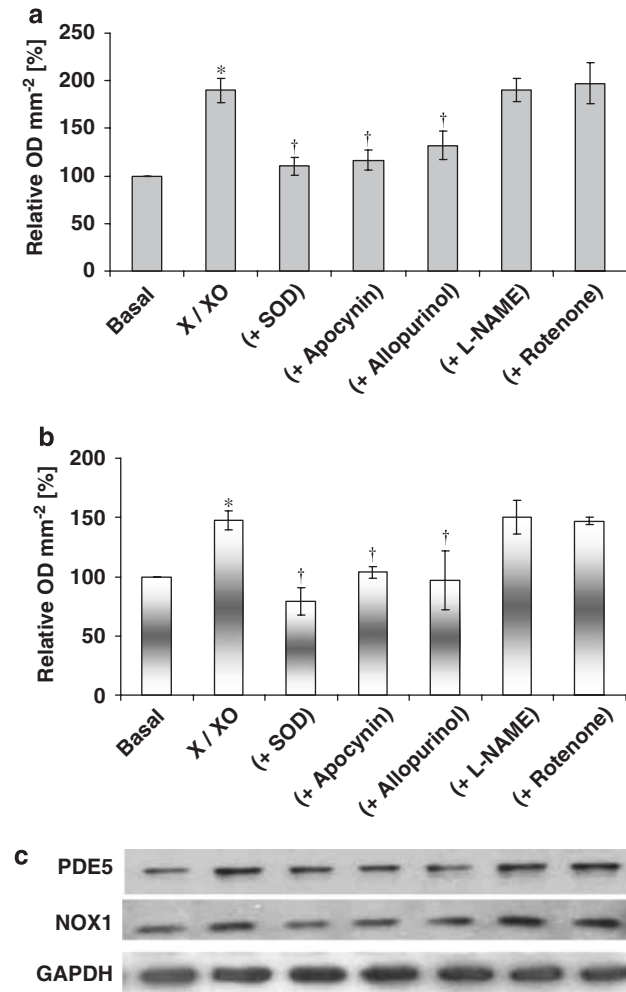 a
Relative OD mm⁻² [%]
250
200
150
100
50
0
*
†
†
†
Basal
X / XO
(+ SOD)
(+ Apocynin)
(+ Allopurinol)
(+ L-NAME)
(+ Rotenone)
b
Relative OD mm⁻² [%]
200
150
100
50
0
*
†
†
†
Basal
X / XO
(+ SOD)
(+ Apocynin)
(+ Allopurinol)
(+ L-NAME)
(+ Rotenone)
c
PDE5
NOX1
GAPDH